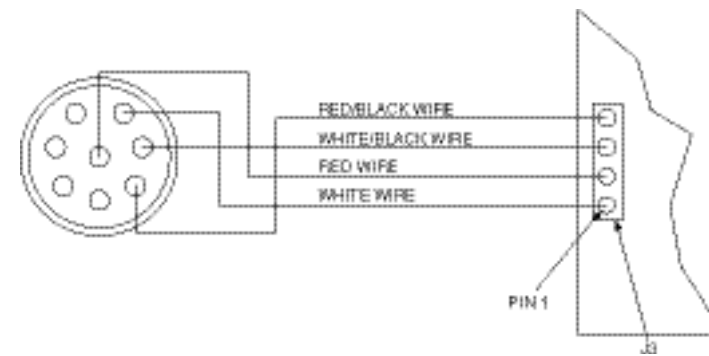 RED/BLACK WIRE
WHITE/BLACK WIRE
RED WIRE
WHITE WIRE
PIN 1
J3